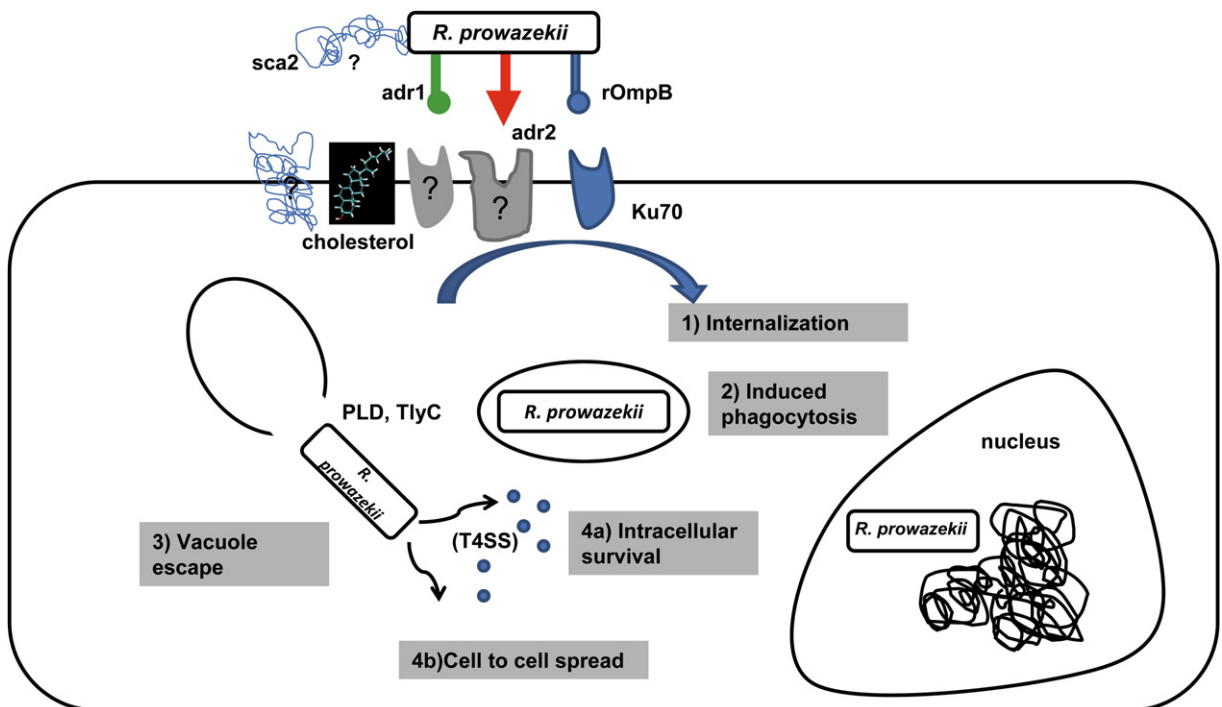 R. prowazekii
sca2
?
adr1
rOmpB
adr2
?
?
?
Ku70
cholesterol
1) Internalization
2) Induced
phagocytosis
PLD, TlyC
R. prowazekii
R.
prowazekii
nucleus
R. prowazekii
3) Vacuole
escape
(T4SS)
4a) Intracellular
survival
4b)Cell to cell spread